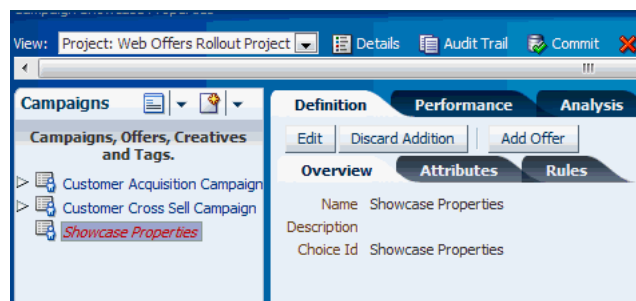 View: Project: Web Offers Rollout Project Details Audit Trail Commit
Campaigns
Campaigns, Offers, Creatives
and Tags.
Customer Acquisition Campaign
Customer Cross Sell Campaign
Showcase Properties
Definition Performance Analysis
Edit Discard Addition Add Offer
Overview Attributes Rules
Name Showcase Properties
Description
Choice Id Showcase Properties